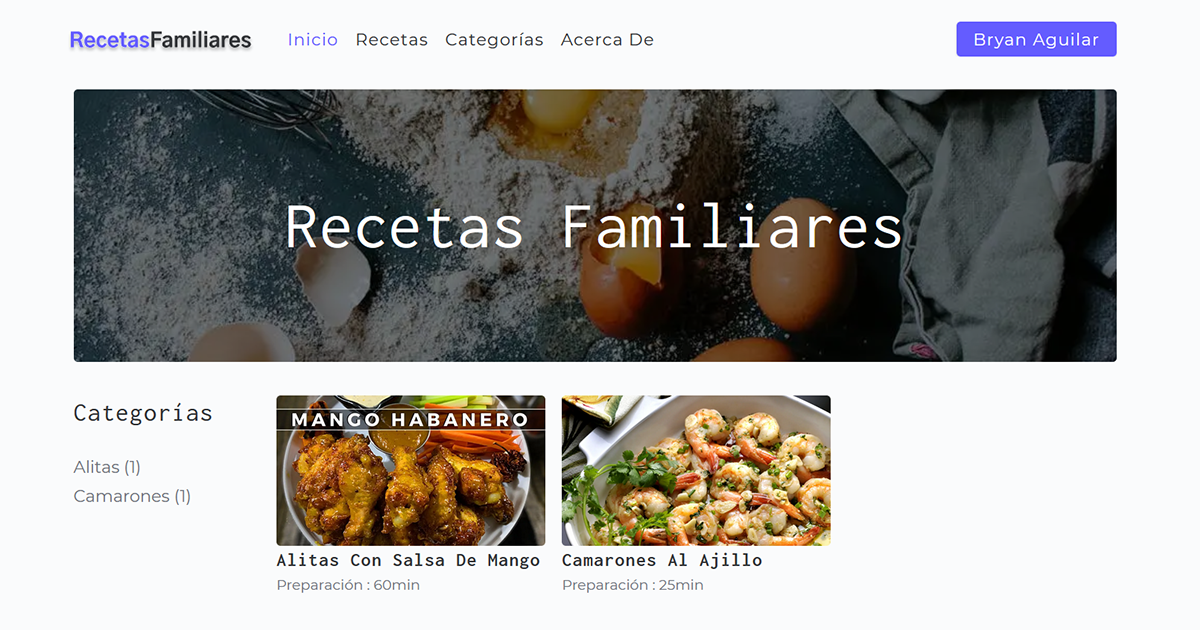 RecetasFamiliares
Inicio Recetas Categorías Acerca De
Bryan Aguilar
Recetas Familiares
Categorías
Alitas (1)
Camarones (1)
MANGO HABANERO
Alitas Con Salsa De Mango
Preparación : 60min
Camarones Al Ajillo
Preparación : 25min